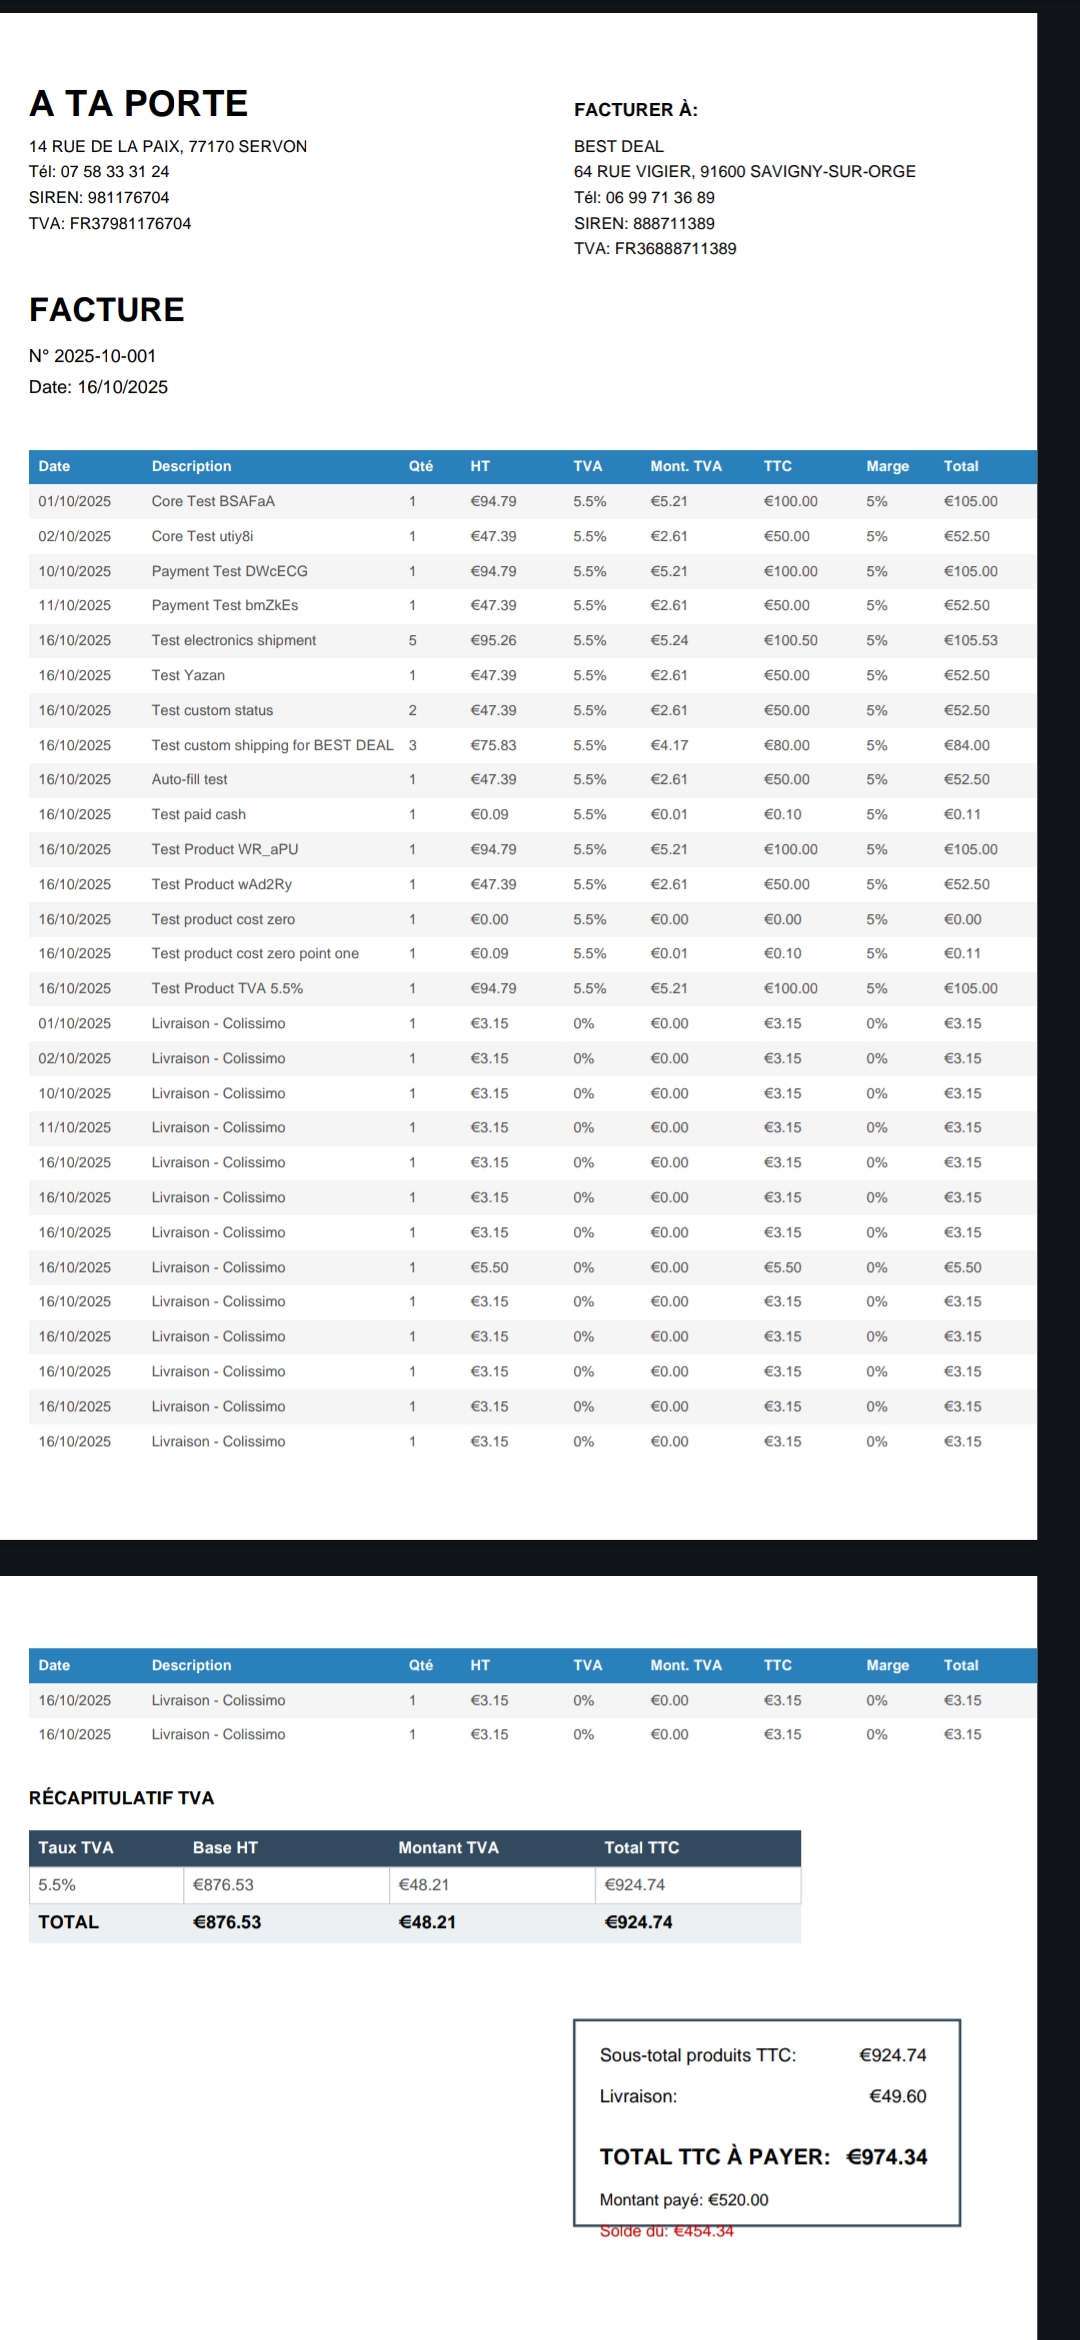 A TA PORTE
14 RUE DE LA PAIX, 77170 SERVON
Tél: 07 58 33 31 24
SIREN: 981176704
TVA: FR37981176704
FACTURER À:
BEST DEAL
64 RUE VIGIER, 91600 SAVIGNY-SUR-ORGE
Tél: 06 99 71 36 89
SIREN: 888711389
TVA: FR36888711389
FACTURE
N° 2025-10-001
Date: 16/10/2025
Date Description Qté HT TVA Mont. TVA TTC Marge Total
01/10/2025 Core Test BSAFaA 1 €94.79 5.5% €5.21 €100.00 5% €105.00
02/10/2025 Core Test utiy8i 1 €47.39 5.5% €2.61 €50.00 5% €52.50
10/10/2025 Payment Test DWcECG 1 €94.79 5.5% €5.21 €100.00 5% €105.00
11/10/2025 Payment Test bmZkEs 1 €47.39 5.5% €2.61 €50.00 5% €52.50
16/10/2025 Test electronics shipment 5 €95.26 5.5% €5.24 €100.50 5% €105.53
16/10/2025 Test Yazan 1 €47.39 5.5% €2.61 €50.00 5% €52.50
16/10/2025 Test custom status 2 €47.39 5.5% €2.61 €50.00 5% €52.50
16/10/2025 Test custom shipping for BEST DEAL 3 €75.83 5.5% €4.17 €80.00 5% €84.00
16/10/2025 Auto-fill test 1 €47.39 5.5% €2.61 €50.00 5% €52.50
16/10/2025 Test paid cash 1 €0.09 5.5% €0.01 €0.10 5% €0.11
16/10/2025 Test Product WR_aPU 1 €94.79 5.5% €5.21 €100.00 5% €105.00
16/10/2025 Test Product wAd2Ry 1 €47.39 5.5% €2.61 €50.00 5% €52.50
16/10/2025 Test product cost zero 1 €0.00 5.5% €0.00 €0.00 5% €0.00
16/10/2025 Test product cost zero point one 1 €0.09 5.5% €0.01 €0.10 5% €0.11
16/10/2025 Test Product TVA 5.5% 1 €94.79 5.5% €5.21 €100.00 5% €105.00
01/10/2025 Livraison - Colissimo 1 €3.15 0% €0.00 €3.15 0% €3.15
02/10/2025 Livraison - Colissimo 1 €3.15 0% €0.00 €3.15 0% €3.15
10/10/2025 Livraison - Colissimo 1 €3.15 0% €0.00 €3.15 0% €3.15
11/10/2025 Livraison - Colissimo 1 €3.15 0% €0.00 €3.15 0% €3.15
16/10/2025 Livraison - Colissimo 1 €3.15 0% €0.00 €3.15 0% €3.15
16/10/2025 Livraison - Colissimo 1 €3.15 0% €0.00 €3.15 0% €3.15
16/10/2025 Livraison - Colissimo 1 €3.15 0% €0.00 €3.15 0% €3.15
16/10/2025 Livraison - Colissimo 1 €5.50 0% €0.00 €5.50 0% €5.50
16/10/2025 Livraison - Colissimo 1 €3.15 0% €0.00 €3.15 0% €3.15
16/10/2025 Livraison - Colissimo 1 €3.15 0% €0.00 €3.15 0% €3.15
16/10/2025 Livraison - Colissimo 1 €3.15 0% €0.00 €3.15 0% €3.15
16/10/2025 Livraison - Colissimo 1 €3.15 0% €0.00 €3.15 0% €3.15
16/10/2025 Livraison - Colissimo 1 €3.15 0% €0.00 €3.15 0% €3.15
Date Description Qté HT TVA Mont. TVA TTC Marge Total
16/10/2025 Livraison - Colissimo 1 €3.15 0% €0.00 €3.15 0% €3.15
16/10/2025 Livraison - Colissimo 1 €3.15 0% €0.00 €3.15 0% €3.15
RÉCAPITULATIF TVA
Taux TVA Base HT Montant TVA Total TTC
5.5% €876.53 €48.21 €924.74
TOTAL €876.53 €48.21 €924.74
Sous-total produits TTC: €924.74
Livraison: €49.60
TOTAL TTC À PAYER: €974.34
Montant payé: €520.00
Solde dû: €454.34